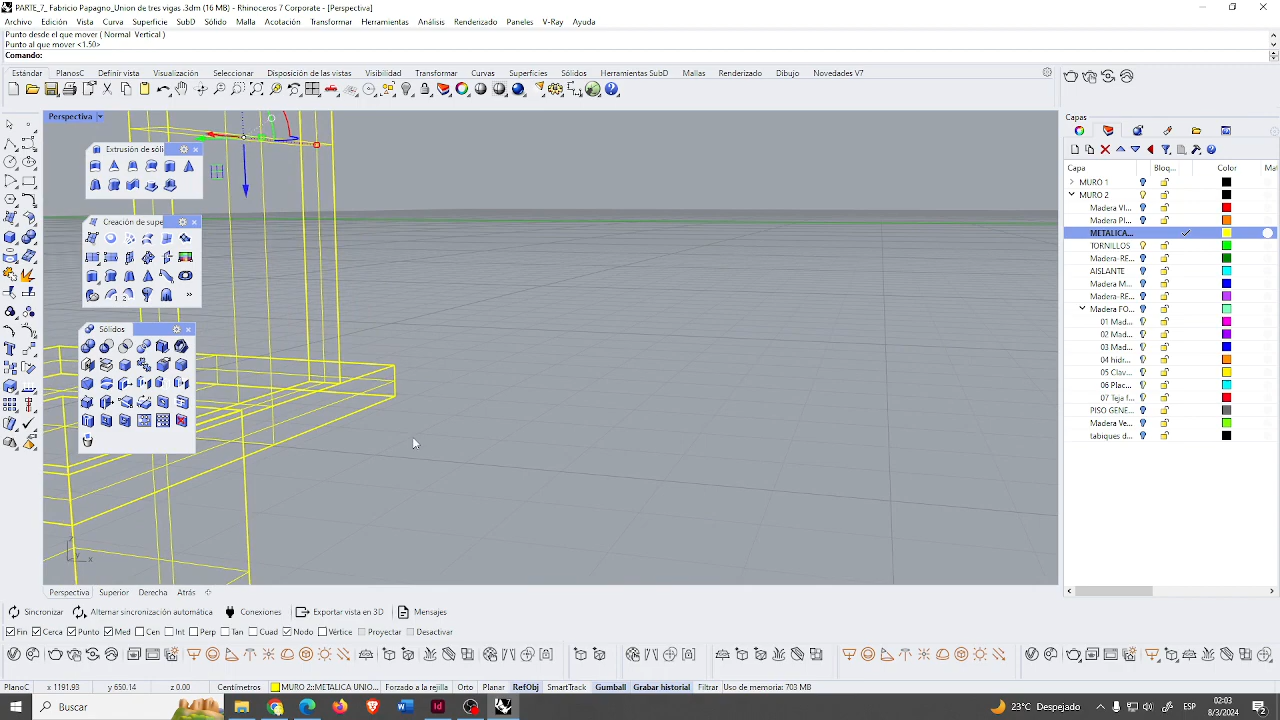 PARTE_7_ Fabricio Papagno_Union de tres vigas .3dm (16 MB) - Rhinoceros 7 Corporate - [Perspectiva]
Archivo Edición Vista Curva Superficie SubD Sólido Malla Acotación Transformar Herramientas Análisis Renderizado Paneles V-Ray Ayuda
Punto desde el que mover ( Normal Vertical )
Punto al que mover <1.50>
Comando:
Estándar PlanosC Definir vista Visualización Seleccionar Disposición de las vistas Visibilidad Transformar Curvas Superficies Sólidos Herramientas SubD Mallas Renderizado Dibujo Novedades V7
Perspectiva
Capas
Extrusión de sóli
Capa Bloq... Color Ma
MURO 1
MURO 2
Madera VI...
Madera PI...
Creación de supe
METALICA...
TORNILLOS
Madera-RE...
AISLANTE
Madera M...
Madera-RE...
Madera FO...
01 Mad...
Sólidos
02 Mad...
03 Mad...
04 hidr...
05 Clav...
06 Plac...
07 Teja f...
PISO GENE...
Madera Ve...
tabiques d...
z
y x
Perspectiva Superior Derecha Atrás
Sincronizar Alternar sincronización automática Conexiones Exportar vista en 3D Mensajes
Fin Cerca Punto Med Cen Int Perp Tan Cuad Nodo Vértice Proyectar Desactivar
PlanoC x 1191.93 y 650.14 z 0.00 Centímetros MURO 2::METALICA UNIO... Forzado a la rejilla Orto Planar RefObj SmartTrack Gumball Grabar historial Filtrar Uso de memoria: 703 MB
Buscar
23°C Despejado
ESP
02:03
8/3/2024